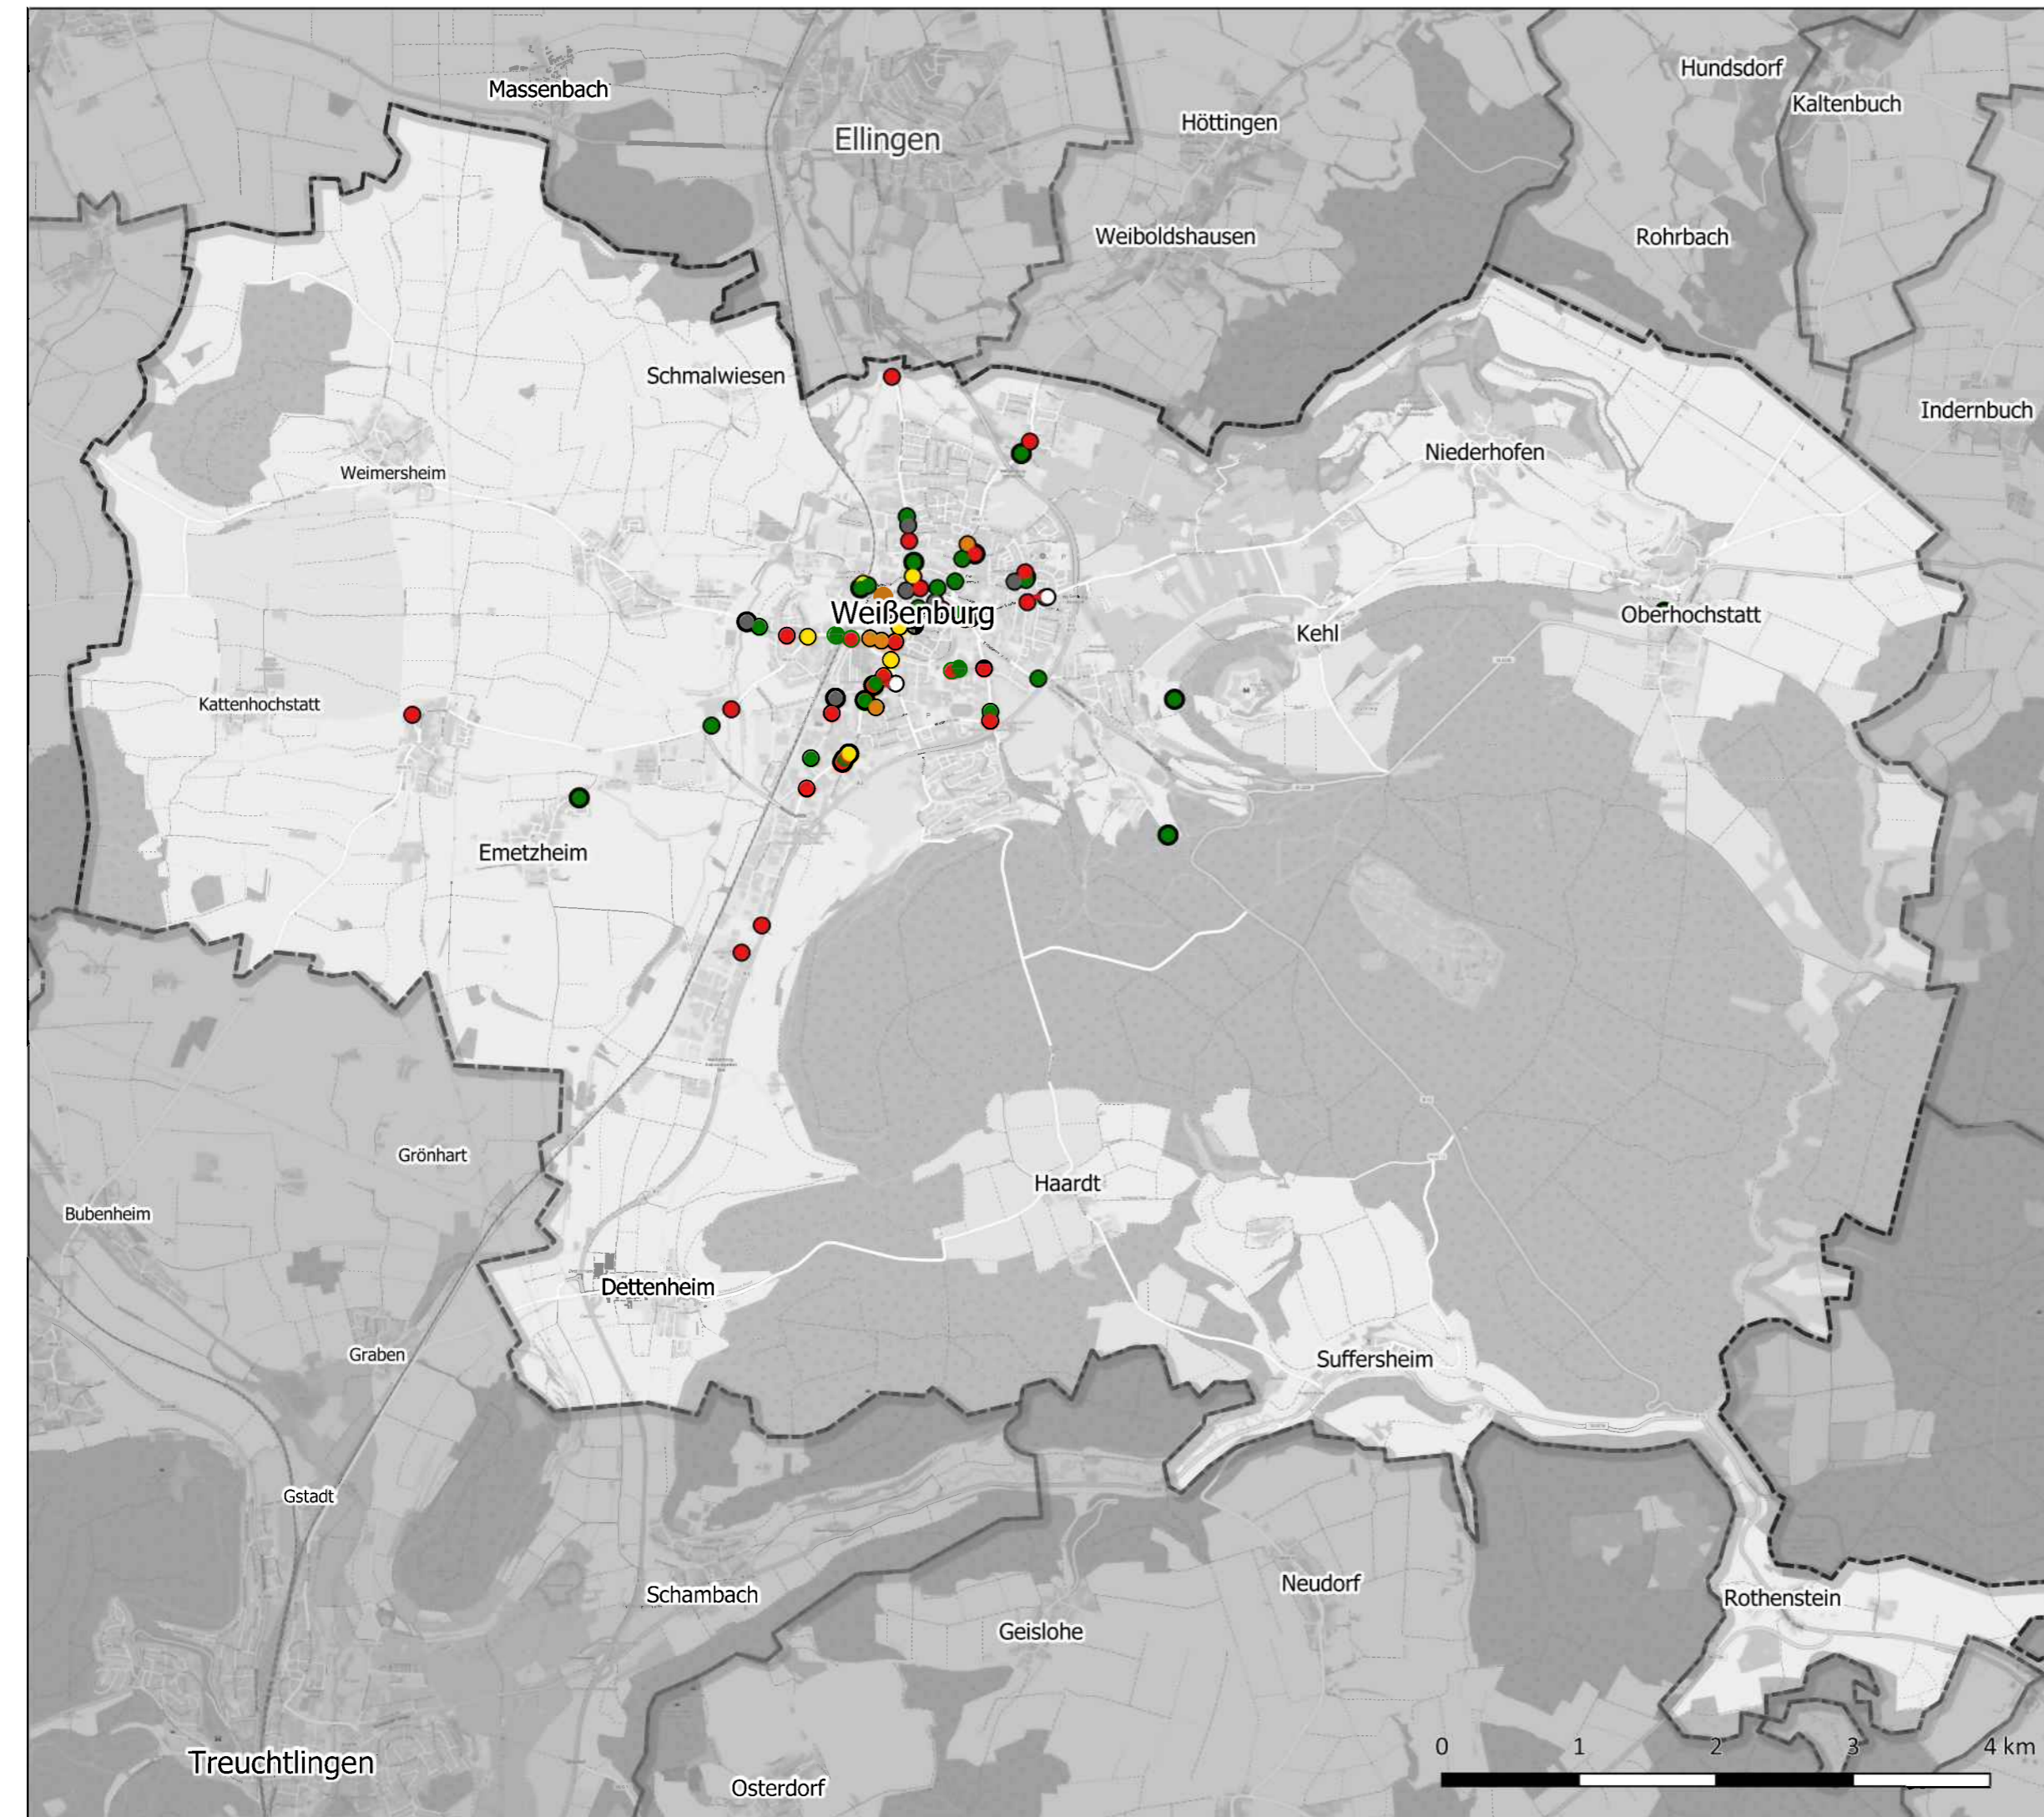 Hundsdorf
Massenbach
Kaltenbuch
Höttingen
Ellingen
Weiboldshausen
Rohrbach
Schmalwiesen
Indernbuch
Niederhofen
Weimersheim
Weißenburg
Oberhochstatt
Kehl
Kattenhochstatt
Emetzheim
Grönhart
Haardt
Bubenheim
Dettenheim
Graben
Suffersheim
Gstadt
Neudorf
Schambach
Rothenstein
Geislohe
0 1 2 3 4 km
Treuchtlingen
Osterdorf